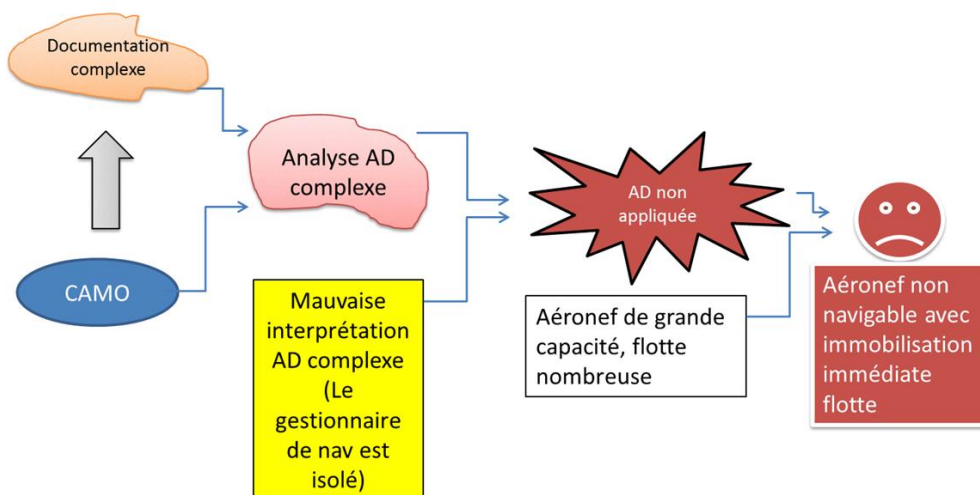 Documentation
complexe
Analyse AD
complexe
AD non
appliquée
CAMO
Mauvaise
interprétation
AD complexe
(Le
gestionnaire
de nav est
isolé)
Aéronef de grande
capacité, flotte
nombreuse
Aéronef non
navigable avec
immobilisation
immédiate
flotte